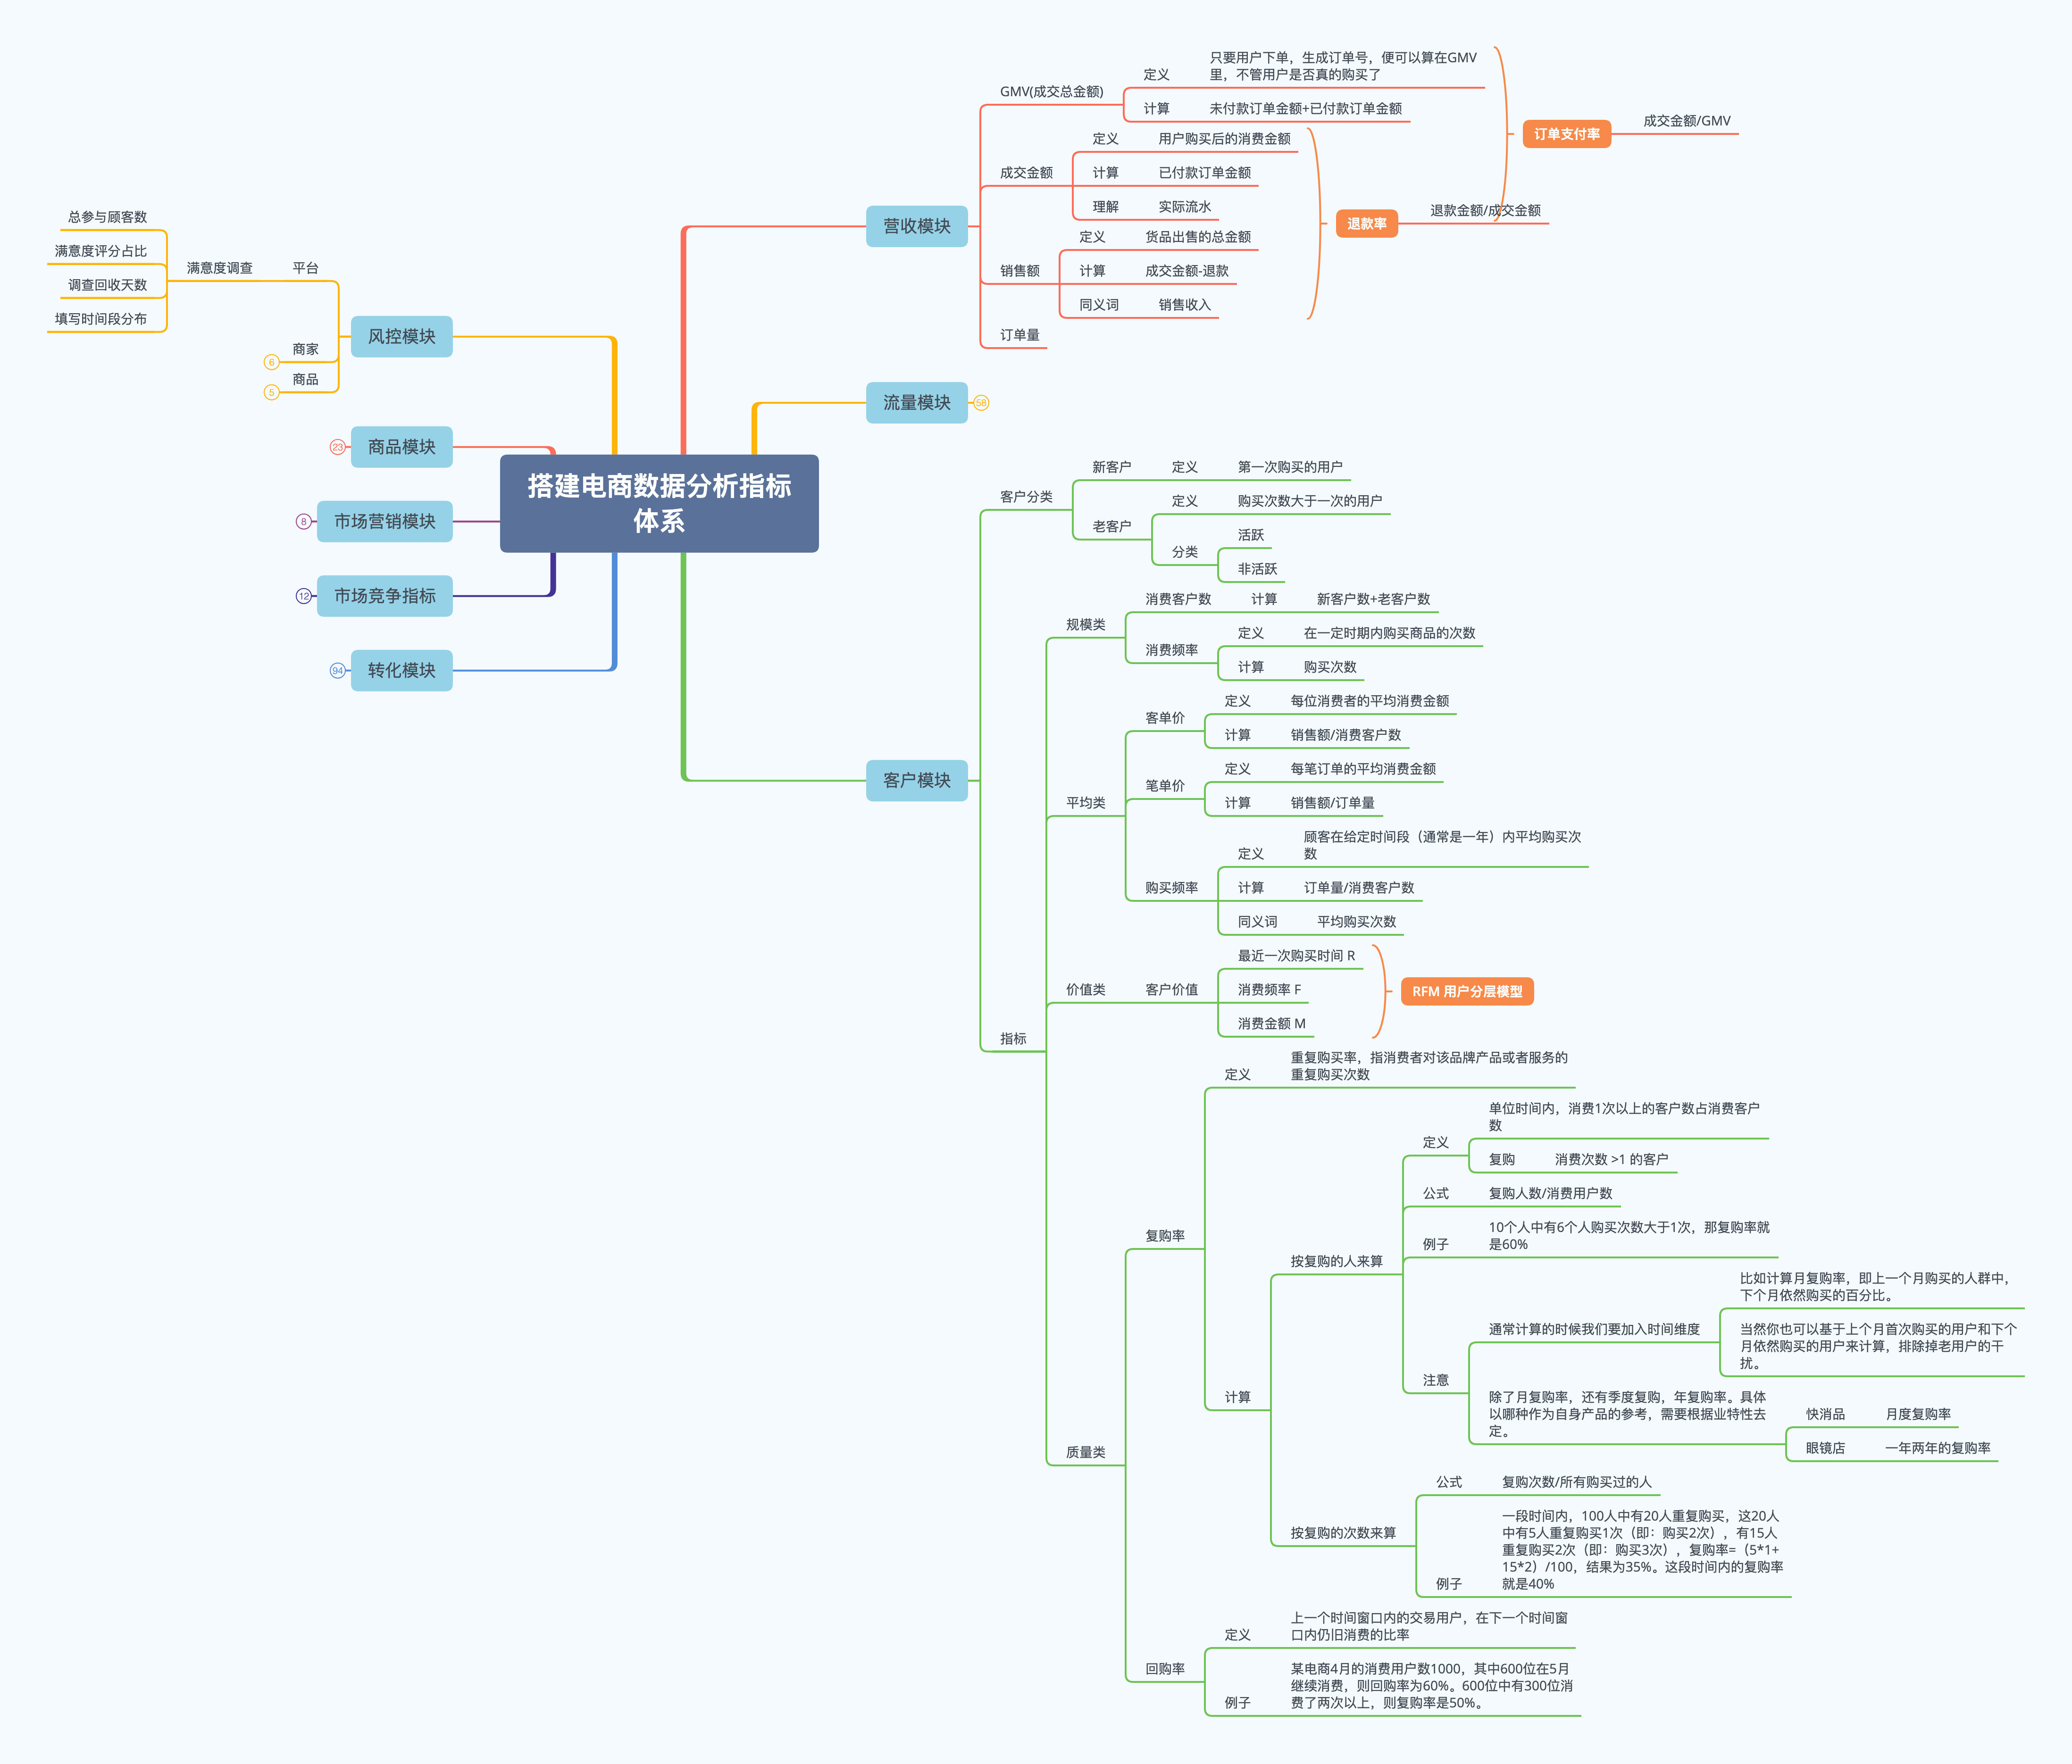 搭建电商数据分析指标
体系
营收模块
GMV(成交总金额)
定义
只要用户下单，生成订单号，便可以算在GMV
里，不管用户是否真的购买了
计算
未付款订单金额+已付款订单金额
成交金额
定义
用户购买后的消费金额
计算
已付款订单金额
理解
实际流水
销售额
定义
货品出售的总金额
计算
成交金额-退款
同义词
销售收入
订单量
订单支付率
成交金额/GMV
退款率
退款金额/成交金额
流量模块
58
客户模块
客户分类
新客户
定义
第一次购买的用户
老客户
定义
购买次数大于一次的用户
分类
活跃
非活跃
指标
规模类
消费客户数
计算
新客户数+老客户数
消费频率
定义
在一定时期内购买商品的次数
计算
购买次数
平均类
客单价
定义
每位消费者的平均消费金额
计算
销售额/消费客户数
笔单价
定义
每笔订单的平均消费金额
计算
销售额/订单量
购买频率
定义
顾客在给定时间段（通常是一年）内平均购买次
数
计算
订单量/消费客户数
同义词
平均购买次数
价值类
客户价值
最近一次购买时间 R
消费频率 F
消费金额 M
RFM 用户分层模型
质量类
复购率
定义
重复购买率，指消费者对该品牌产品或者服务的
重复购买次数
计算
按复购的人来算
定义
单位时间内，消费1次以上的客户数占消费客户
数
复购
消费次数 >1 的客户
公式
复购人数/消费用户数
例子
10个人中有6个人购买次数大于1次，那复购率就
是60%
注意
通常计算的时候我们要加入时间维度
比如计算月复购率，即上一个月购买的人群中，
下个月依然购买的百分比。
当然你也可以基于上个月首次购买的用户和下个
月依然购买的用户来计算，排除掉老用户的干
扰。
除了月复购率，还有季度复购，年复购率。具体
以哪种作为自身产品的参考，需要根据业特性去
定。
快消品
月度复购率
眼镜店
一年两年的复购率
按复购的次数来算
公式
复购次数/所有购买过的人
例子
一段时间内，100人中有20人重复购买，这20人
中有5人重复购买1次（即：购买2次），有15人
重复购买2次（即：购买3次），复购率=（5*1+
15*2）/100，结果为35%。这段时间内的复购率
就是40%
回购率
定义
上一个时间窗口内的交易用户，在下一个时间窗
口内仍旧消费的比率
例子
某电商4月的消费用户数1000，其中600位在5月
继续消费，则回购率为60%。600位中有300位消
费了两次以上，则复购率是50%。
风控模块
平台
满意度调查
总参与顾客数
满意度评分占比
调查回收天数
填写时间段分布
商家
6
商品
5
商品模块
23
市场营销模块
8
市场竞争指标
12
转化模块
94